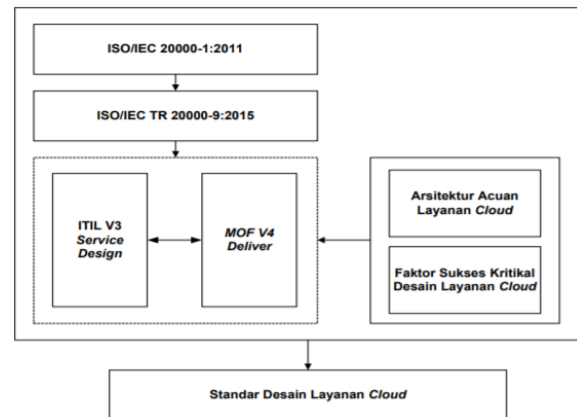 ISO/IEC 20000-1:2011
ISO/IEC TR 20000-9:2015
ITIL V3
Service
Design
MOF V4
Deliver
Arsitektur Acuan
Layanan Cloud
Faktor Sukses Kritikal
Desain Layanan Cloud
Standar Desain Layanan Cloud